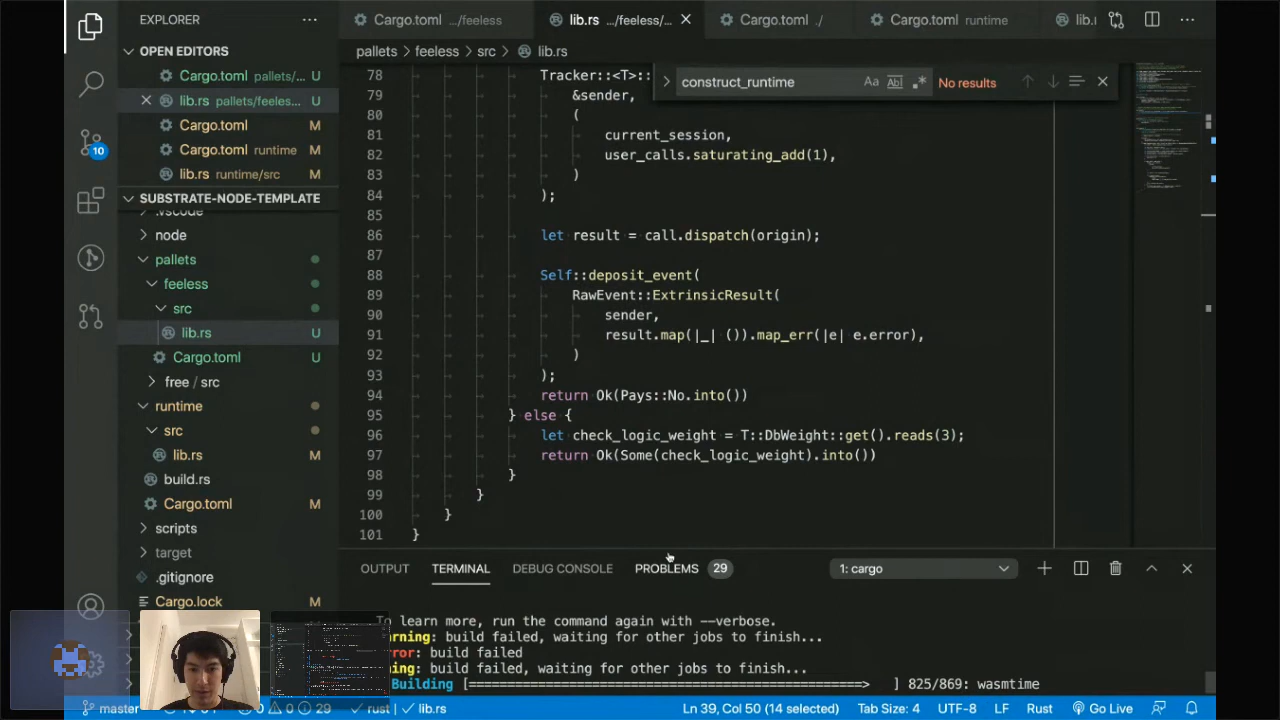 EXPLORER
OPEN EDITORS
Cargo.toml pallets/... U
lib.rs pallets/feeles... U
Cargo.toml M
Cargo.toml runtime M
lib.rs runtime/src M
SUBSTRATE-NODE-TEMPLATE
.vscode
node
pallets
feeless
src
lib.rs U
Cargo.toml U
free / src
runtime
src
lib.rs M
build.rs
Cargo.toml M
scripts
target
.gitignore
Cargo.lock M
10
Cargo.toml .../feeless
lib.rs .../feeless/...
Cargo.toml ./
Cargo.toml runtime
lib.r
pallets > feeless > src > lib.rs
construct_runtime Aa Abl .* No results
78 Tracker::<T>::
79 &sender,
80 (
81 current_session,
82 user_calls.saturating_add(1),
83 )
84 );
85
86 let result = call.dispatch(origin);
87
88 Self::deposit_event(
89 RawEvent::ExtrinsicResult(
90 sender,
91 result.map(|_| ()).map_err(|e| e.error),
92 )
93 );
94 return Ok(Pays::No.into())
95 } else {
96 let check_logic_weight = T::DbWeight::get().reads(3);
97 return Ok(Some(check_logic_weight).into())
98 }
99 }
100 }
101 }
OUTPUT TERMINAL DEBUG CONSOLE PROBLEMS 29 1: cargo
To learn more, run the command again with --verbose.
arning: build failed, waiting for other jobs to finish...
rror: build failed
ning: build failed, waiting for other jobs to finish...
Building [==================================================> ] 825/869: wasmtime
master 0 29 rust | lib.rs Ln 39, Col 50 (14 selected) Tab Size: 4 UTF-8 LF Rust Go Live